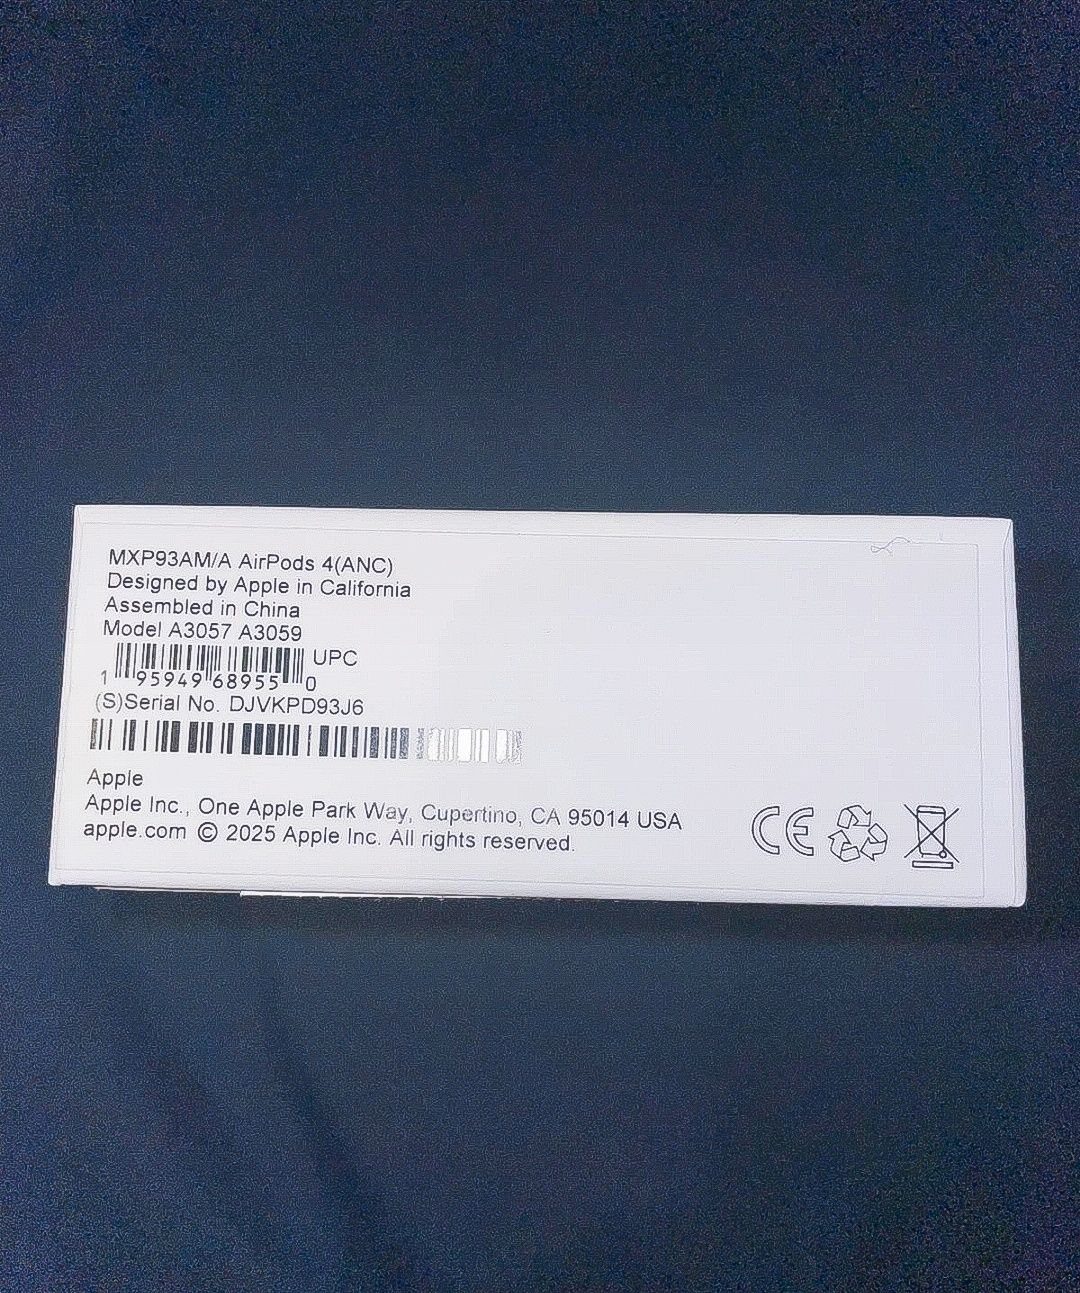 MXP93AM/A AirPods 4(ANC)
Designed by Apple in California
Assembled in China
Model A3057 A3059
UPC
1 95949 68955 0
(S)Serial No. DJVKPD93J6
Apple
Apple Inc., One Apple Park Way, Cupertino, CA 95014 USA
apple.com © 2025 Apple Inc. All rights reserved.
CE